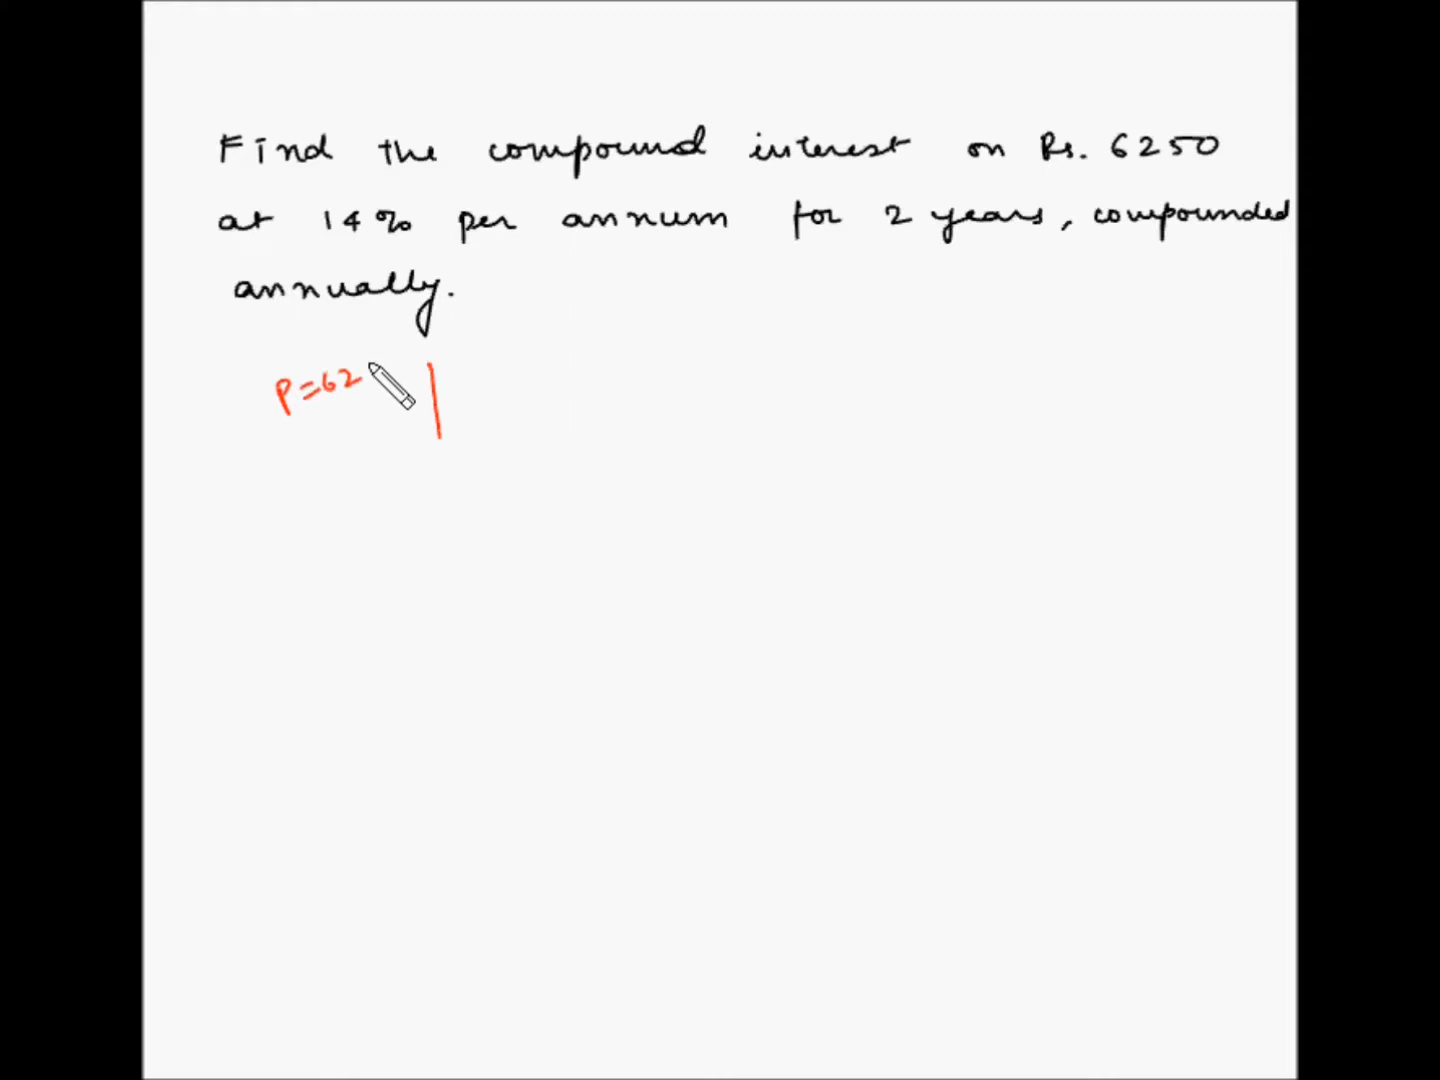 Find the compound interest on Rs. 6250
at 14% per annum for 2 years, compounded
annually.
P=62